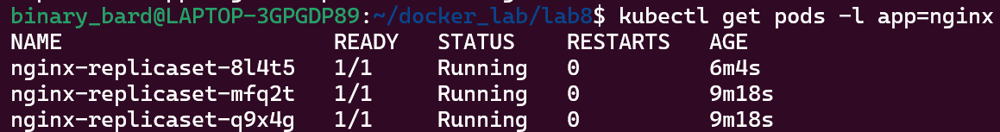 binary_bard@LAPTOP-3GPGDP89:~/docker_lab/lab8$ kubectl get pods -l app=nginx
NAME READY STATUS RESTARTS AGE
nginx-replicaset-8l4t5 1/1 Running 0 6m4s
nginx-replicaset-mfq2t 1/1 Running 0 9m18s
nginx-replicaset-q9x4g 1/1 Running 0 9m18s